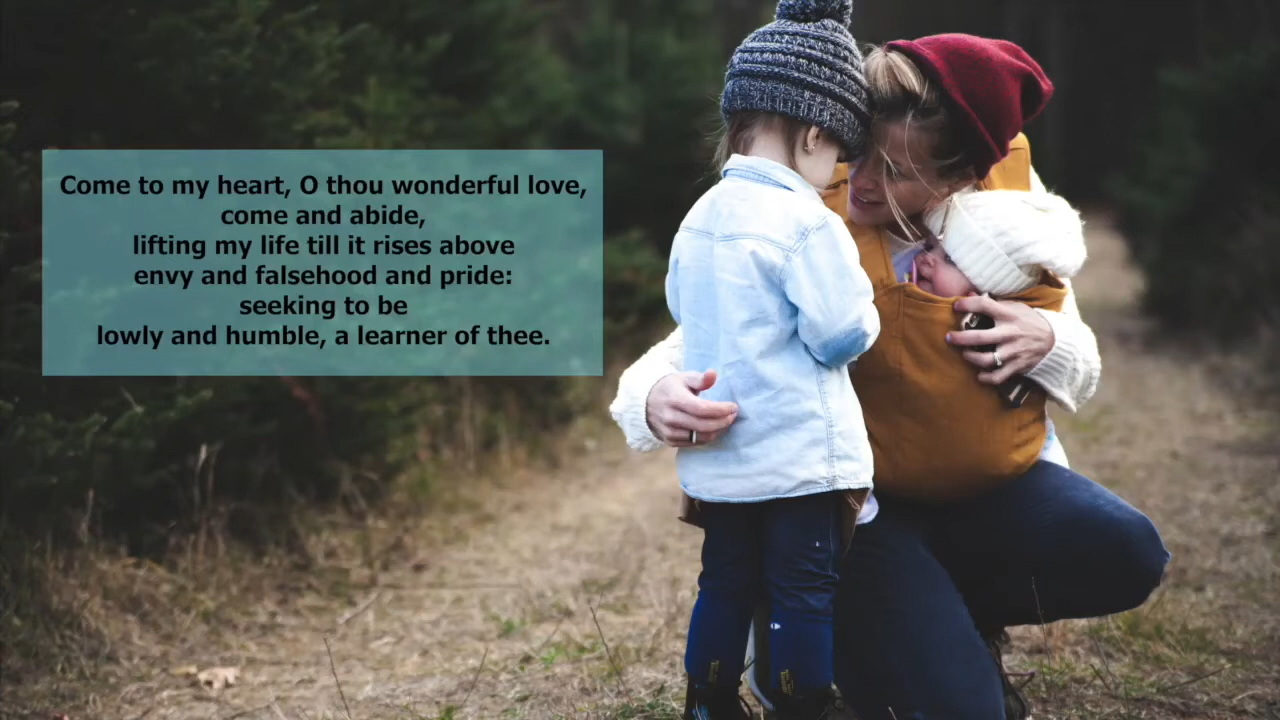 Come to my heart, O thou wonderful love,
come and abide,
lifting my life till it rises above
envy and falsehood and pride:
seeking to be
lowly and humble, a learner of thee.